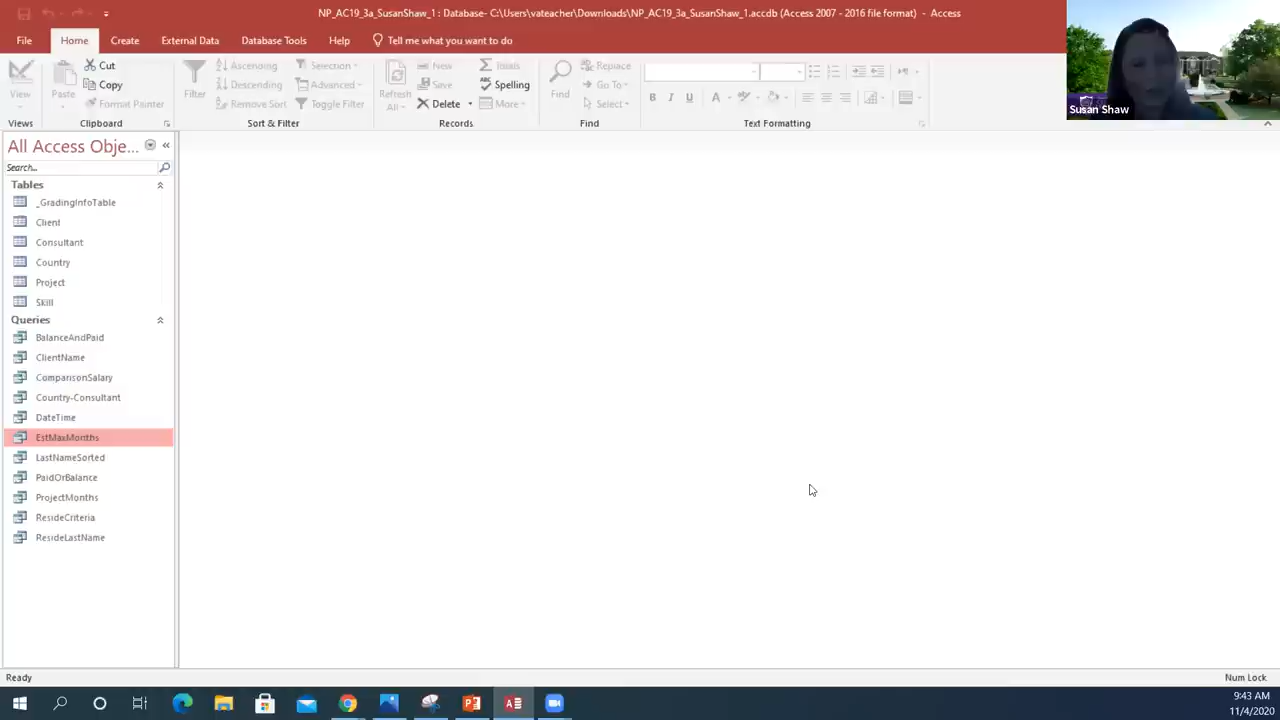 NP_AC19_3a_SusanShaw_1 : Database- C:\Users\vateacher\Downloads\NP_AC19_3a_SusanShaw_1.accdb (Access 2007 - 2016 file format) - Access
File Home Create External Data Database Tools Help Tell me what you want to do
View
Views
Paste
Cut
Copy
Format Painter
Clipboard
Filter
Ascending
Descending
Remove Sort
Selection
Advanced
Toggle Filter
Sort & Filter
Refresh
All
New
Save
Delete
Totals
Spelling
More
Records
Find
Replace
Go To
Select
Find
B I U A
Text Formatting
Susan Shaw
All Access Obje...
Search...
Tables
_GradingInfoTable
Client
Consultant
Country
Project
Skill
Queries
BalanceAndPaid
ClientName
ComparisonSalary
Country-Consultant
DateTime
EstMaxMonths
LastNameSorted
PaidOrBalance
ProjectMonths
ResideCriteria
ResideLastName
Ready
Num Lock
9:43 AM
11/4/2020